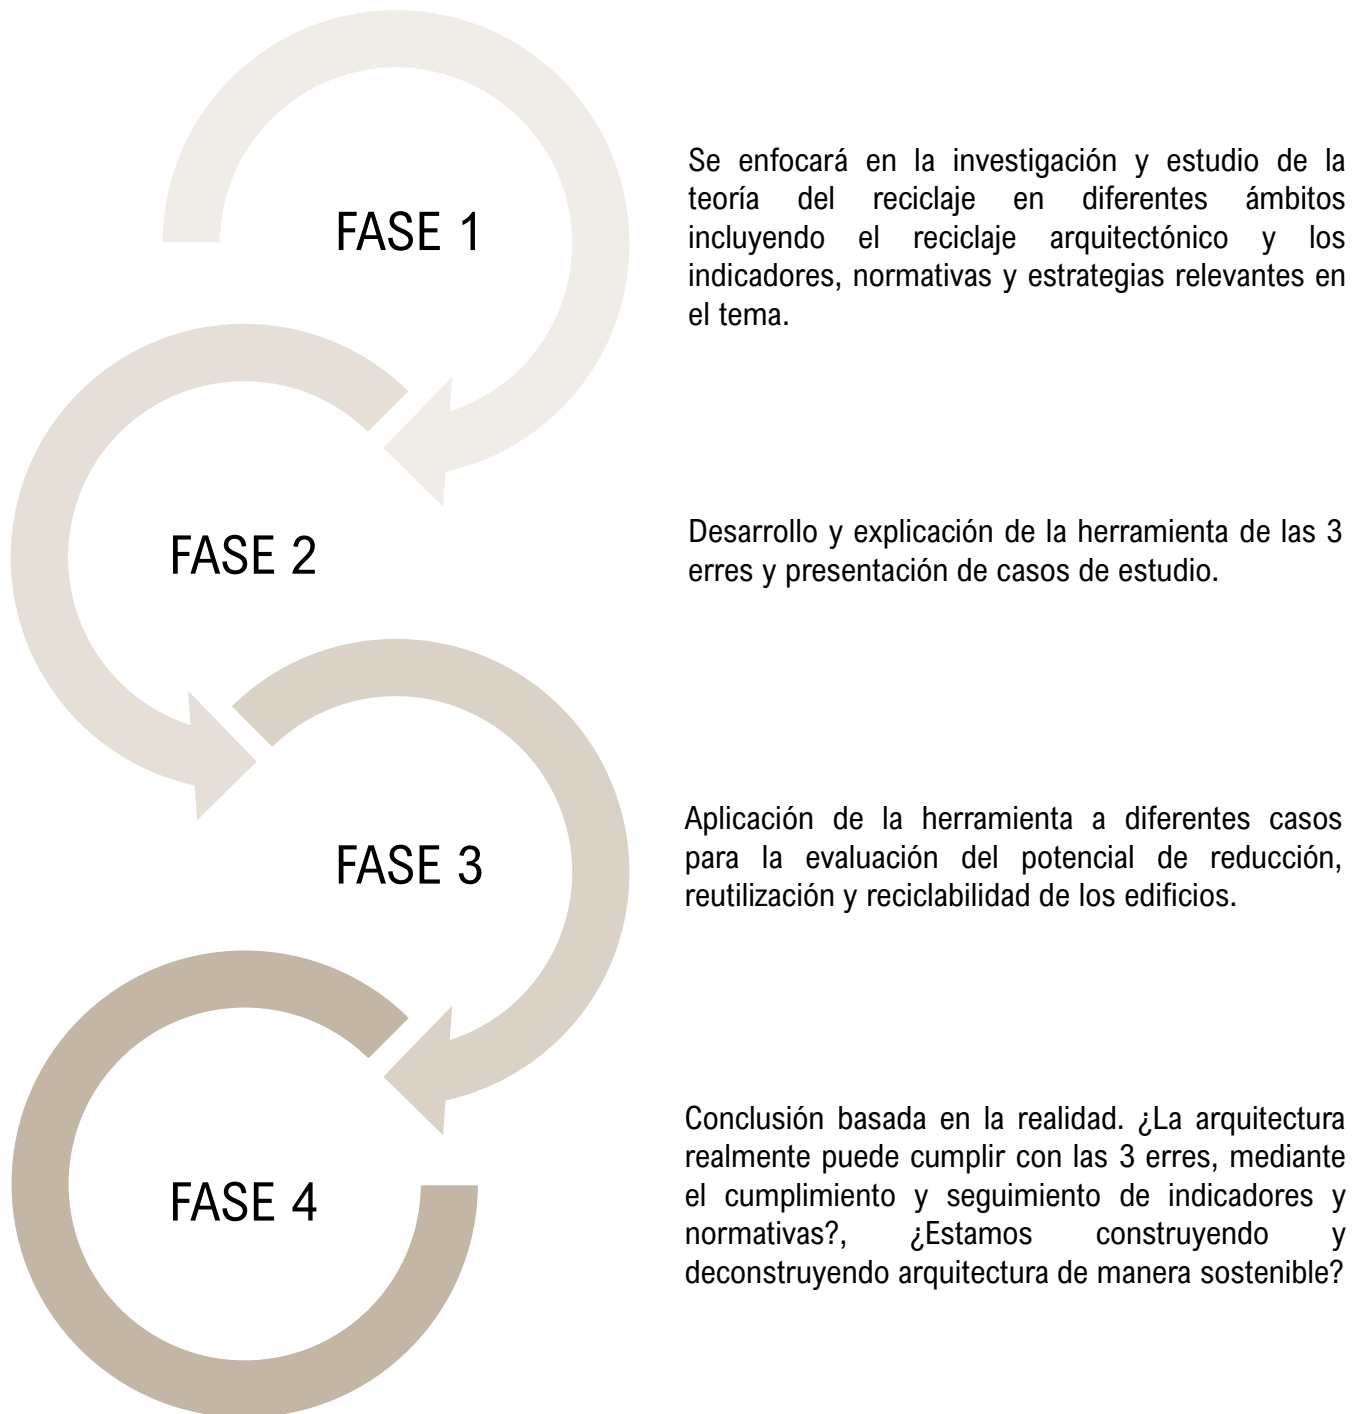 FASE 1
Se enfocará en la investigación y estudio de la
teoría del reciclaje en diferentes ámbitos
incluyendo el reciclaje arquitectónico y los
indicadores, normativas y estrategias relevantes en
el tema.
FASE 2
Desarrollo y explicación de la herramienta de las 3
erres y presentación de casos de estudio.
FASE 3
Aplicación de la herramienta a diferentes casos
para la evaluación del potencial de reducción,
reutilización y reciclabilidad de los edificios.
FASE 4
Conclusión basada en la realidad. ¿La arquitectura
realmente puede cumplir con las 3 erres, mediante
el cumplimiento y seguimiento de indicadores y
normativas?, ¿Estamos construyendo y
deconstruyendo arquitectura de manera sostenible?